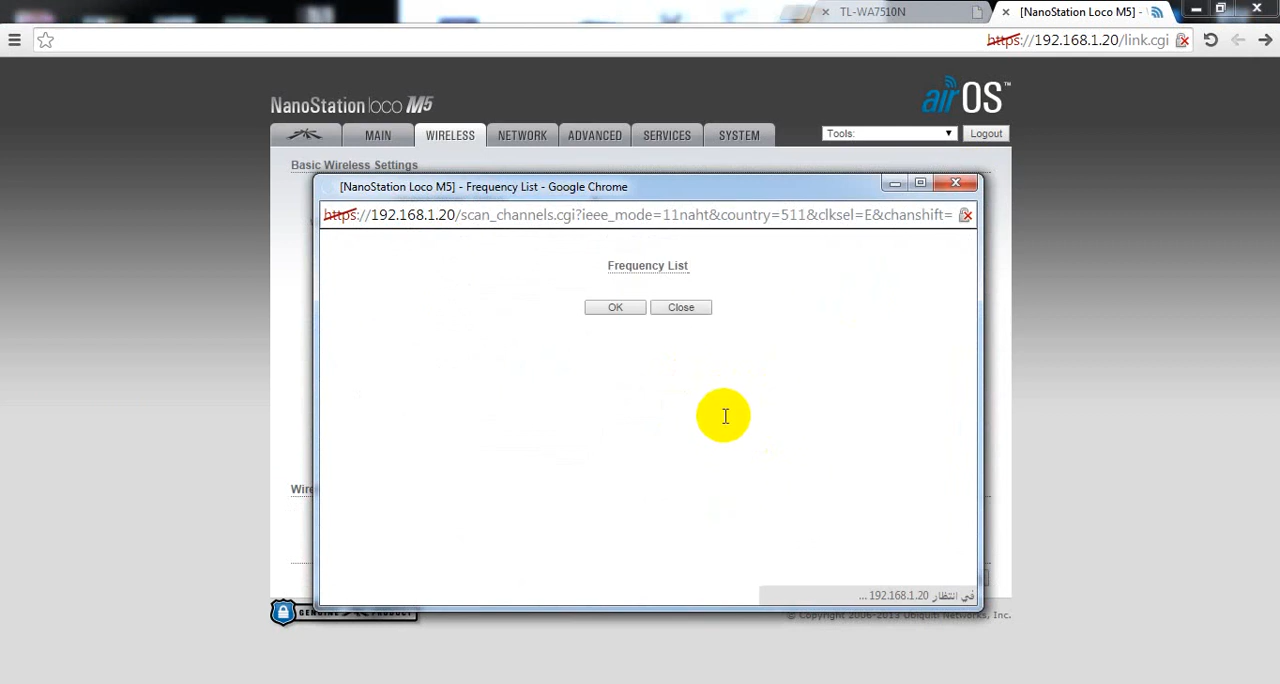 TL-WA7510N
[NanoStation Loco M5] -
https://192.168.1.20/link.cgi
NanoStation loco M5
airOS™
MAIN WIRELESS NETWORK ADVANCED SERVICES SYSTEM
Tools:
Logout
Basic Wireless Settings
[NanoStation Loco M5] - Frequency List - Google Chrome
https://192.168.1.20/scan_channels.cgi?ieee_mode=11naht&country=511&clksel=E&chanshift=
Frequency List
OK Close
Wire
في انتظار 192.168.1.20 ...
GENUINE PRODUCT
© Copyright 2006-2013 Ubiquiti Networks, Inc.